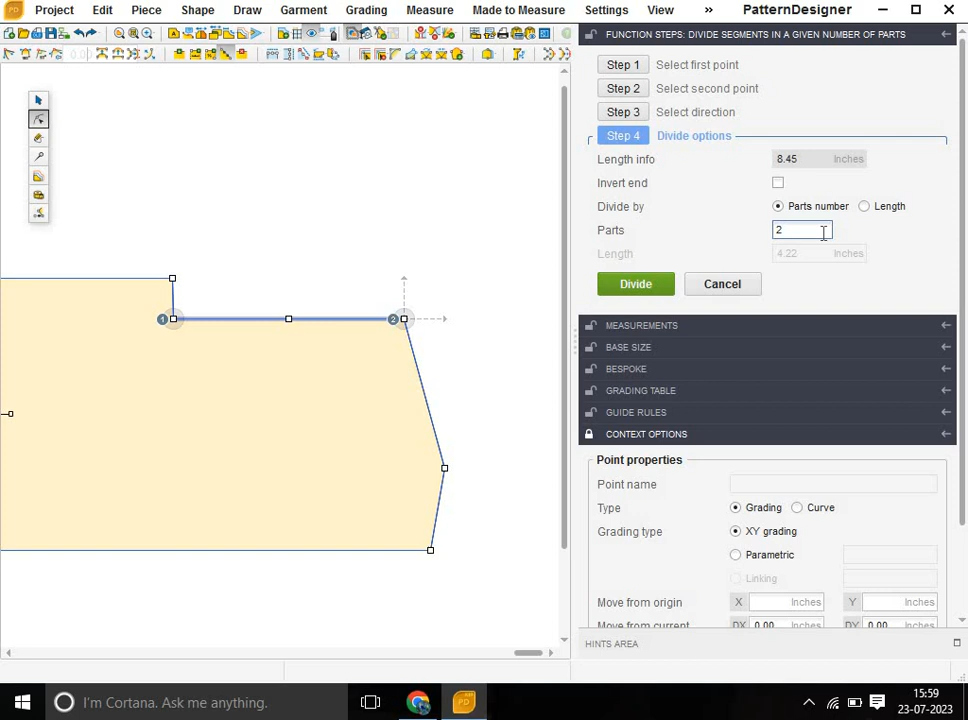 Project Edit Piece Shape Draw Garment Grading Measure Made to Measure Settings View » PatternDesigner
FUNCTION STEPS: DIVIDE SEGMENTS IN A GIVEN NUMBER OF PARTS
Step 1 Select first point
Step 2 Select second point
Step 3 Select direction
Step 4 Divide options
Length info 8.45 Inches
Invert end
Divide by Parts number Length
Parts 2
Length 4.22 Inches
Divide Cancel
1 2
MEASUREMENTS
BASE SIZE
BESPOKE
GRADING TABLE
GUIDE RULES
CONTEXT OPTIONS
Point properties
Point name
Type Grading Curve
Grading type XY grading
Parametric
Linking
Move from origin X Inches Y Inches
Move from current DX 0.00 Inches DY 0.00 Inches
HINTS AREA
I'm Cortana. Ask me anything.
PD
15:59
23-07-2023